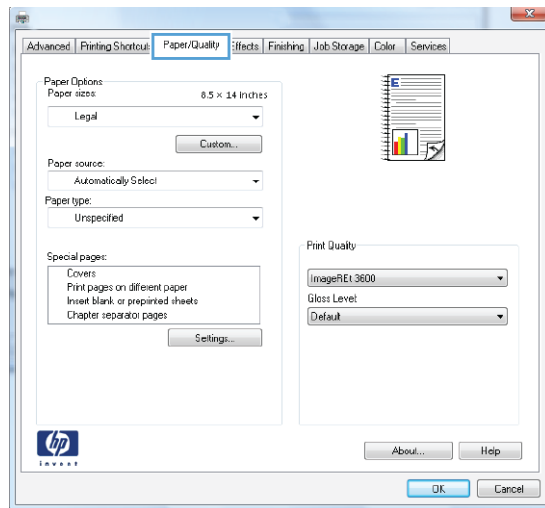 Advanced Printing Shortcuts Paper/Quality Effects Finishing Job Storage Color Services
Paper Options
Paper sizes: 8.5 × 14 inches
Legal
Custom...
Paper source:
Automatically Select
Paper type:
Unspecified
Special pages:
Covers
Print pages on different paper
Insert blank or preprinted sheets
Chapter separator pages
Settings...
E
Print Quality
ImageREt 3600
Gloss Level:
Default
hp
invent
About... Help
OK Cancel